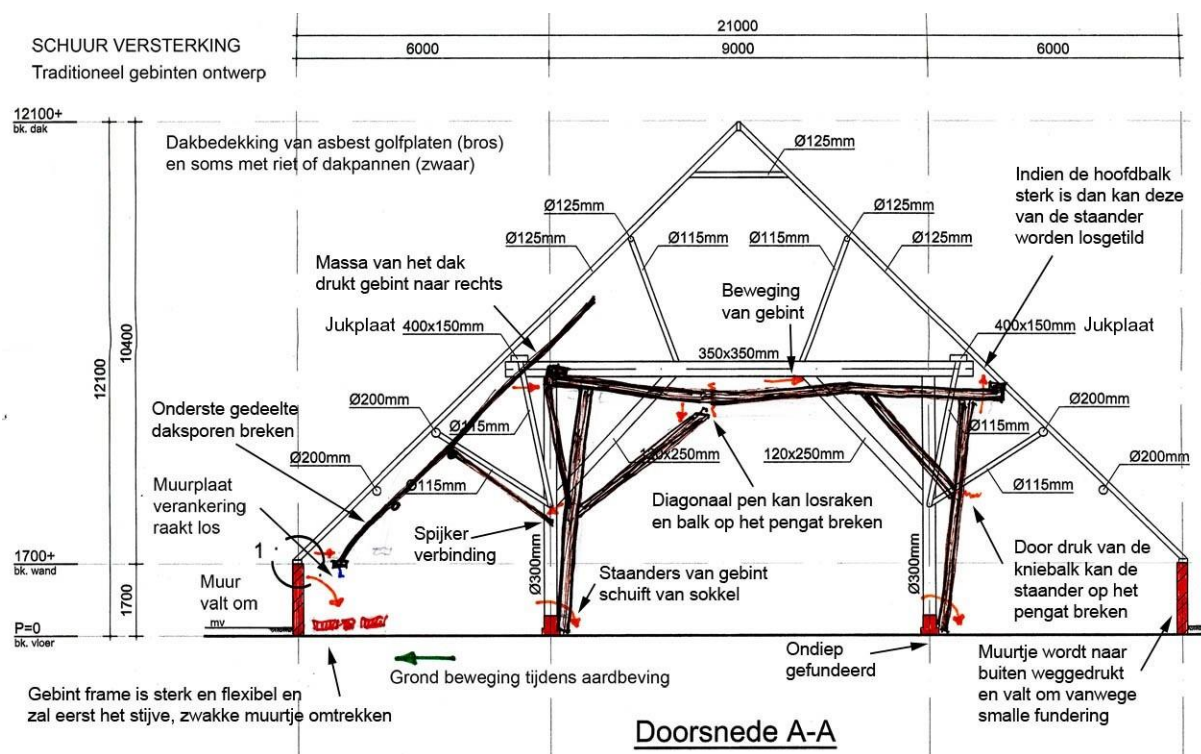 21000
SCHUUR VERSTERKING
6000
9000
6000
Traditioneel gebinten ontwerp
12100+
bk. dak
Dakbedekking van asbest golfplaten (bros)
en soms met riet of dakpannen (zwaar)
Ø125mm
Indien de hoofdbalk
sterk is dan kan deze
van de staander
worden losgetild
Ø125mm
Ø125mm
Ø125mm
Ø115mm
Ø115mm
Ø125mm
Massa van het dak
drukt gebint naar rechts
Beweging
van gebint
Jukplaat
400x150mm
350x350mm
400x150mm
Jukplaat
12100
10400
Onderste gedeelte
daksporen breken
Ø200mm
Ø115mm
Ø200mm
Ø115mm
Ø200mm
Ø115mm
120x250mm
120x250mm
Ø200mm
Muurplaat
verankering
raakt los
Diagonaal pen kan losraken
en balk op het pengat breken
Spijker
verbinding
1700+
bk. wand
1
Muur
valt om
mv
1700
Ø300mm
Staanders van gebint
schuift van sokkel
Ø300mm
Door druk van de
kniebalk kan de
staander op het
pengat breken
P=0
bk. vloer
Ondiep
gefundeerd
Grond beweging tijdens aardbeving
Muurtje wordt naar
buiten weggedrukt
en valt om vanwege
smalle fundering
Gebint frame is sterk en flexibel en
zal eerst het stijve, zwakke muurtje omtrekken
Doorsnede A-A